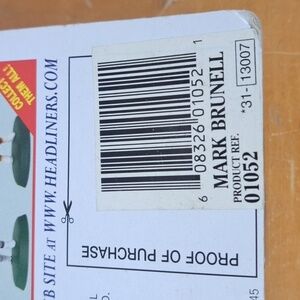 COLLECT
THEM ALL!
B SITE AT WWW.HEADLINERS.COM
6 08326 01052 1
MARK BRUNELL
PRODUCT REF.
01052
*31-13007
PROOF OF PURCHASE